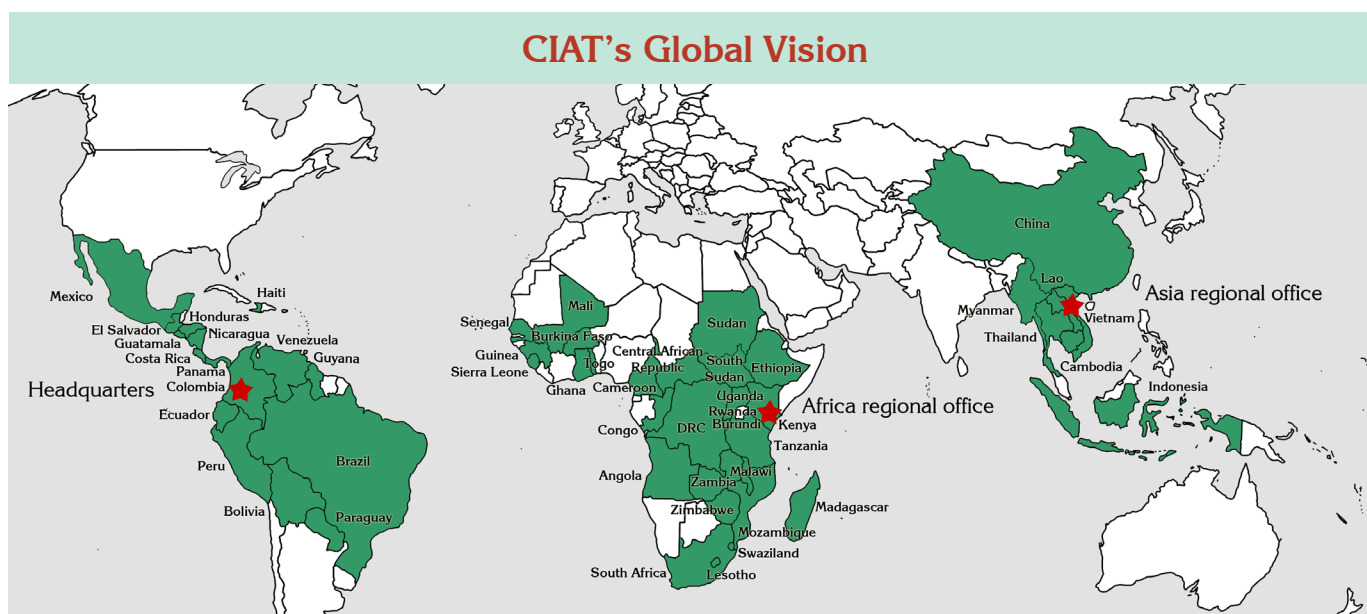 CIAT's Global Vision
Mexico
Haiti
Honduras
El Salvador
Nicaragua
Guatamala
Venezuela
Costa Rica
Guyana
Panama
Headquarters
Colombia
Ecuador
Peru
Brazil
Bolivia
Paraguay
Mali
Senegal
Sudan
Burkina Faso
Guinea
Central African
Republic
Togo
South
Sudan
Ethiopia
Sierra Leone
Ghana
Cameroon
Uganda
Rwanda
Africa regional office
Burundi
Kenya
Congo
DRC
Tanzania
Angola
Malawi
Zambia
Madagascar
Zimbabwe
Mozambique
Swaziland
South Africa
Lesotho
China
Lao
Asia regional office
Myanmar
Vietnam
Thailand
Cambodia
Indonesia